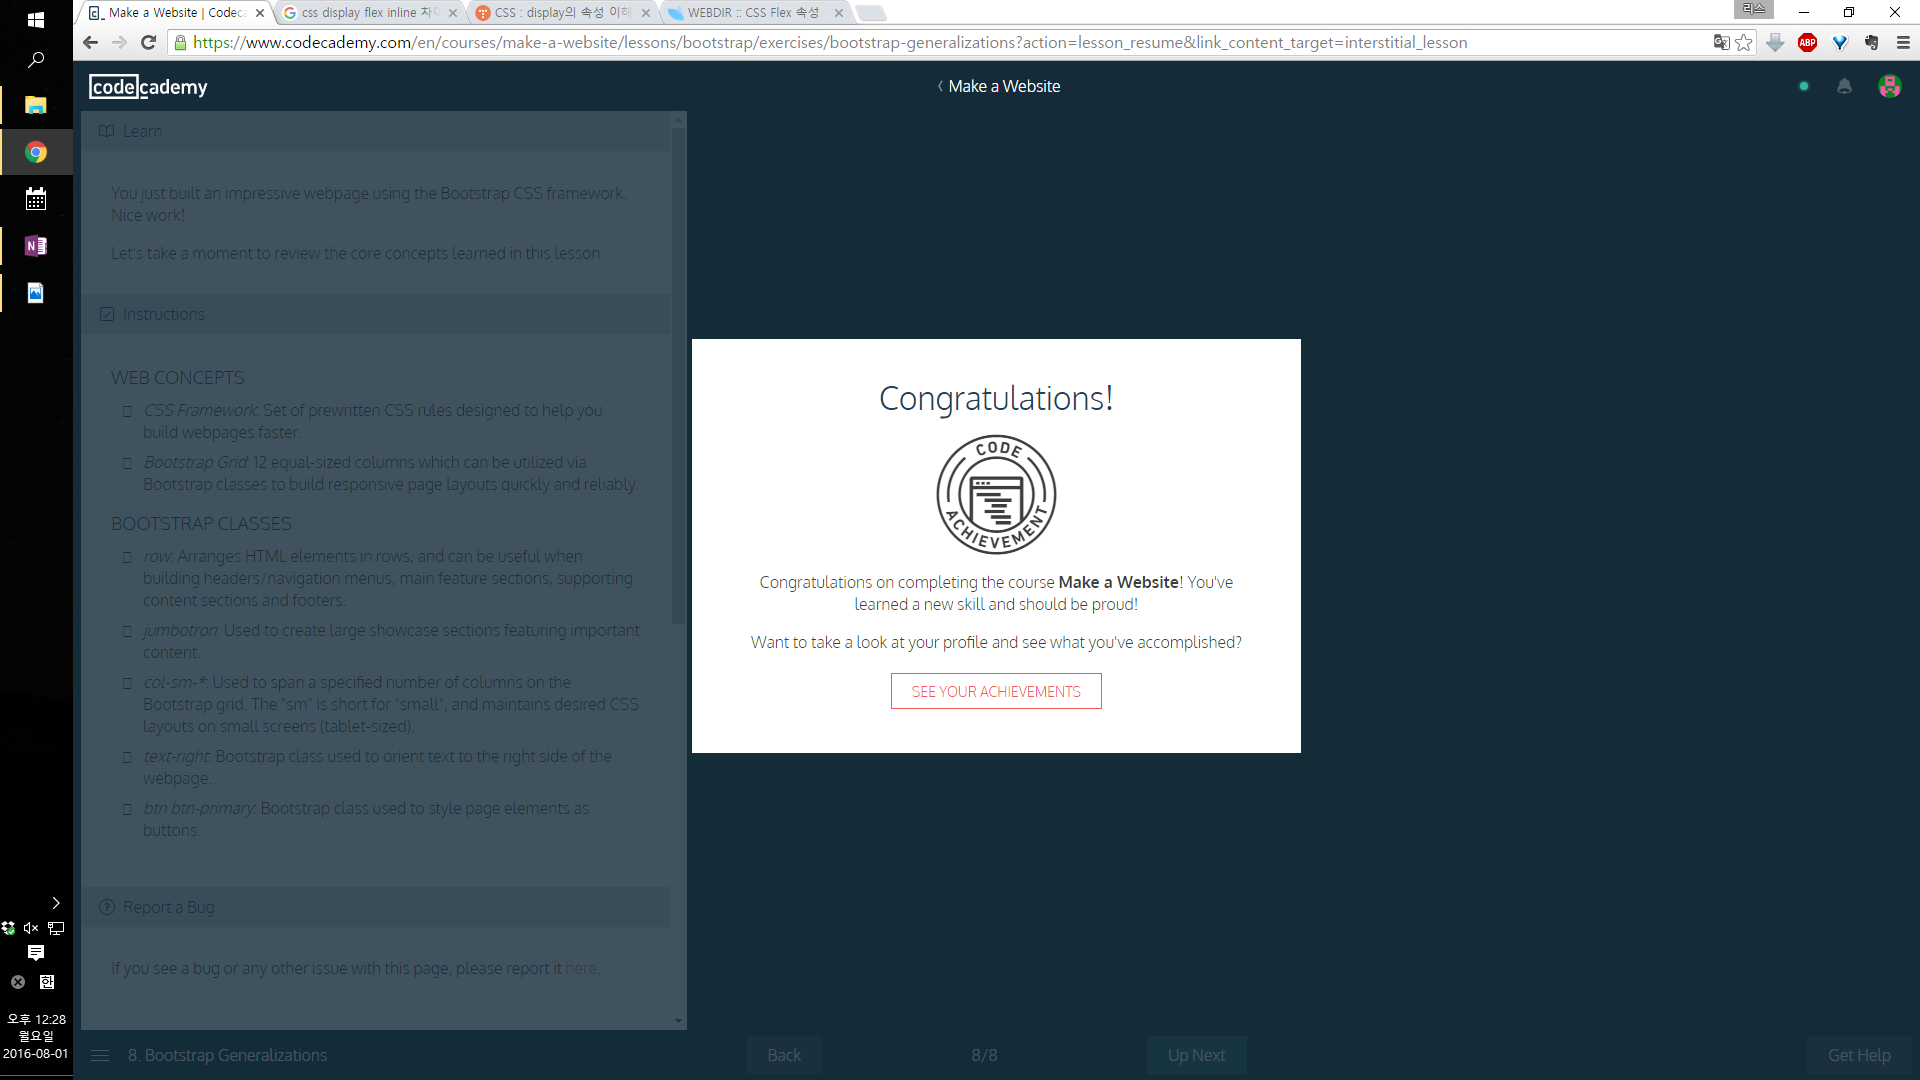 Make a Website | Codeca
css display flex inline 차이
CSS : display의 속성 이해
WEBDIR :: CSS Flex 속성
리스
https://www.codecademy.com/en/courses/make-a-website/lessons/bootstrap/exercises/bootstrap-generalizations?action=lesson_resume&link_content_target=interstitial_lesson
ABP
codecademy
Make a Website
Learn
You just built an impressive webpage using the Bootstrap CSS framework.
Nice work!
Let's take a moment to review the core concepts learned in this lesson
Instructions
WEB CONCEPTS
CSS Framework: Set of prewritten CSS rules designed to help you
build webpages faster.
Bootstrap Grid: 12 equal-sized columns which can be utilized via
Bootstrap classes to build responsive page layouts quickly and reliably.
BOOTSTRAP CLASSES
row: Arranges HTML elements in rows, and can be useful when
building headers/navigation menus, main feature sections, supporting
content sections and footers.
jumbotron: Used to create large showcase sections featuring important
content.
col-sm-*: Used to span a specified number of columns on the
Bootstrap grid. The "sm" is short for "small", and maintains desired CSS
layouts on small screens (tablet-sized).
text-right: Bootstrap class used to orient text to the right side of the
webpage.
btn btn-primary: Bootstrap class used to style page elements as
buttons.
Report a Bug
If you see a bug or any other issue with this page, please report it here.
Congratulations!
CODE
ACHIEVEMENT
Congratulations on completing the course Make a Website! You've
learned a new skill and should be proud!
Want to take a look at your profile and see what you've accomplished?
SEE YOUR ACHIEVEMENTS
8. Bootstrap Generalizations
Back
8/8
Up Next
Get Help
한
오후 12:28
월요일
2016-08-01